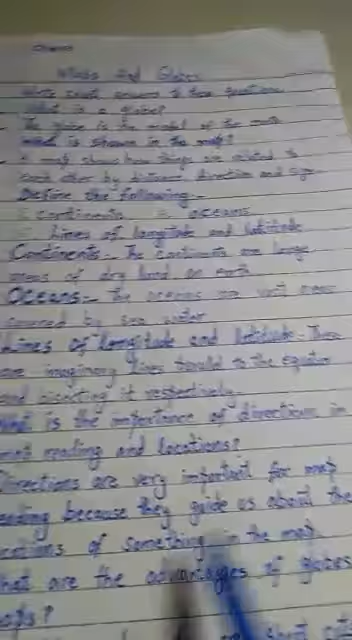 Maps and Globes
Write short answers to these questions
What is a globe?
The globe is the model of the earth
What is shown in the map?
A map shows how things are related to
each other by distance direction and sign
Define the following:-
continents oceans
Lines of longitude and latitude
Continents:- The continents are large
areas of dry land on earth
Oceans:- The oceans are vast areas
covered by sea water
Lines of longitude and latitude- These
are imaginary lines to the equator
and it respectively
What is the importance of directions in
map reading and locations?
Directions are very important for map
reading because they guide us about the
locations of something in the map
What are the advantages of globes
maps?